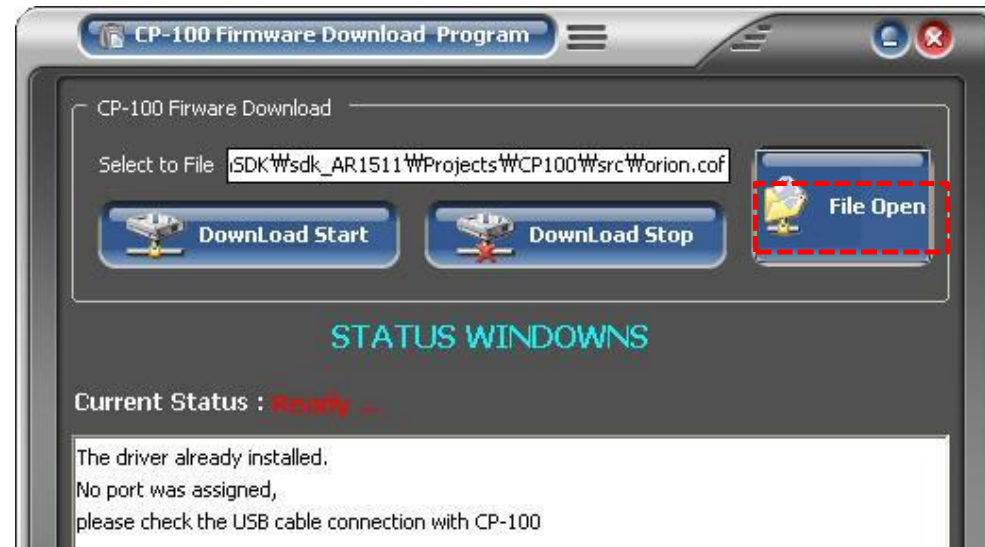 CP-100 Firmware Download Program
CP-100 Firware Download
Select to File ıSDK₩sdk_AR1511₩Projects₩CP100₩src₩orion.cof
File Open
DownLoad Start
DownLoad Stop
STATUS WINDOWNS
Current Status : Ready ...
The driver already installed.
No port was assigned,
please check the USB cable connection with CP-100